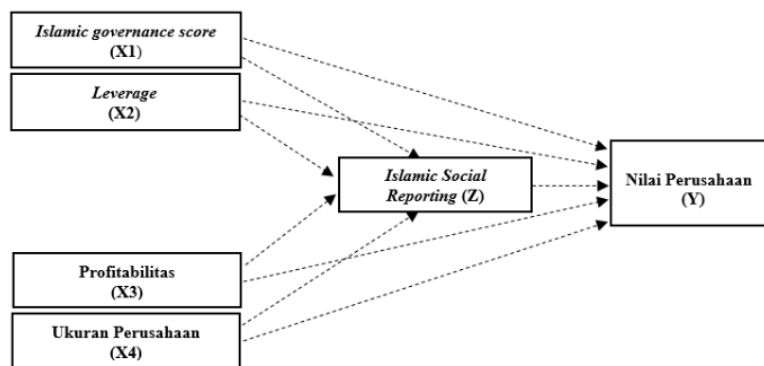 Islamic governance score
(X1)
Leverage
(X2)
Islamic Social
Reporting (Z)
Nilai Perusahaan
(Y)
Profitabilitas
(X3)
Ukuran Perusahaan
(X4)